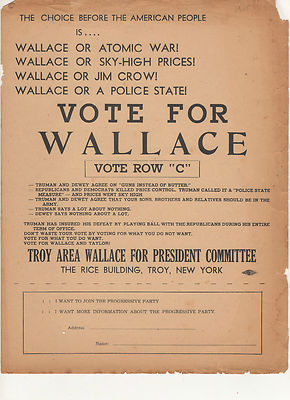 THE CHOICE BEFORE THE AMERICAN PEOPLE
IS....
WALLACE OR ATOMIC WAR!
WALLACE OR SKY-HIGH PRICES!
WALLACE OR JIM CROW!
WALLACE OR A POLICE STATE!
VOTE FOR
WALLACE
VOTE ROW "C"
— TRUMAN AND DEWEY AGREE ON "GUNS INSTEAD OF BUTTER."
— REPUBLICANS AND DEMOCRATS KILLED PRICE CONTROL. TRUMAN CALLED IT A "POLICE STATE
MEASURE" — AND PRICES WENT SKY HIGH.
— TRUMAN AND DEWEY AGREE THAT YOUR SONS, BROTHERS AND RELATIVES SHOULD BE IN THE
ARMY.
— TRUMAN SAYS A LOT ABOUT NOTHING.
— DEWEY SAYS NOTHING ABOUT A LOT.
TRUMAN HAS INSURED HIS DEFEAT BY PLAYING BALL WITH THE REPUBLICANS DURING HIS ENTIRE
TERM OF OFFICE.
DON'T WASTE YOUR VOTE BY VOTING FOR WHAT YOU DO NOT WANT.
VOTE FOR WHAT YOU DO WANT.
VOTE FOR WALLACE AND TAYLOR!
TROY AREA WALLACE FOR PRESIDENT COMMITTEE
THE RICE BUILDING, TROY, NEW YORK
: : I WANT TO JOIN THE PROGRESSIVE PARTY
: : I WANT MORE INFORMATION ABOUT THE PROGRESSIVE PARTY
Address
Name: